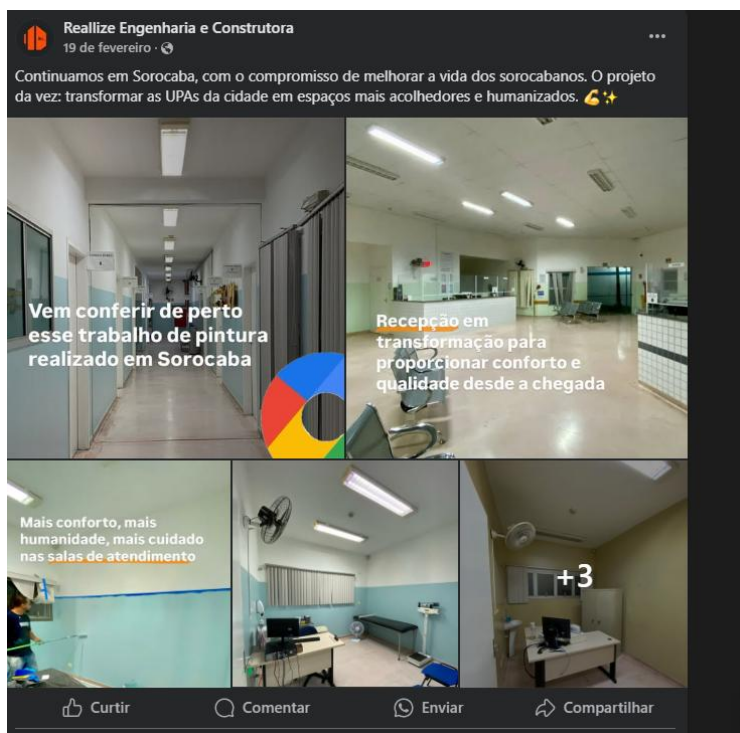 Reallize Engenharia e Construtora
19 de fevereiro
Continuamos em Sorocaba, com o compromisso de melhorar a vida dos sorocabanos. O projeto
da vez: transformar as UPAs da cidade em espaços mais acolhedores e humanizados. 💪✨
Vem conferir de perto
esse trabalho de pintura
realizado em Sorocaba
Recepção em
transformação para
proporcionar conforto e
qualidade desde a chegada
Mais conforto, mais
humanidade, mais cuidado
nas salas de atendimento
+3
Curtir
Comentar
Enviar
Compartilhar